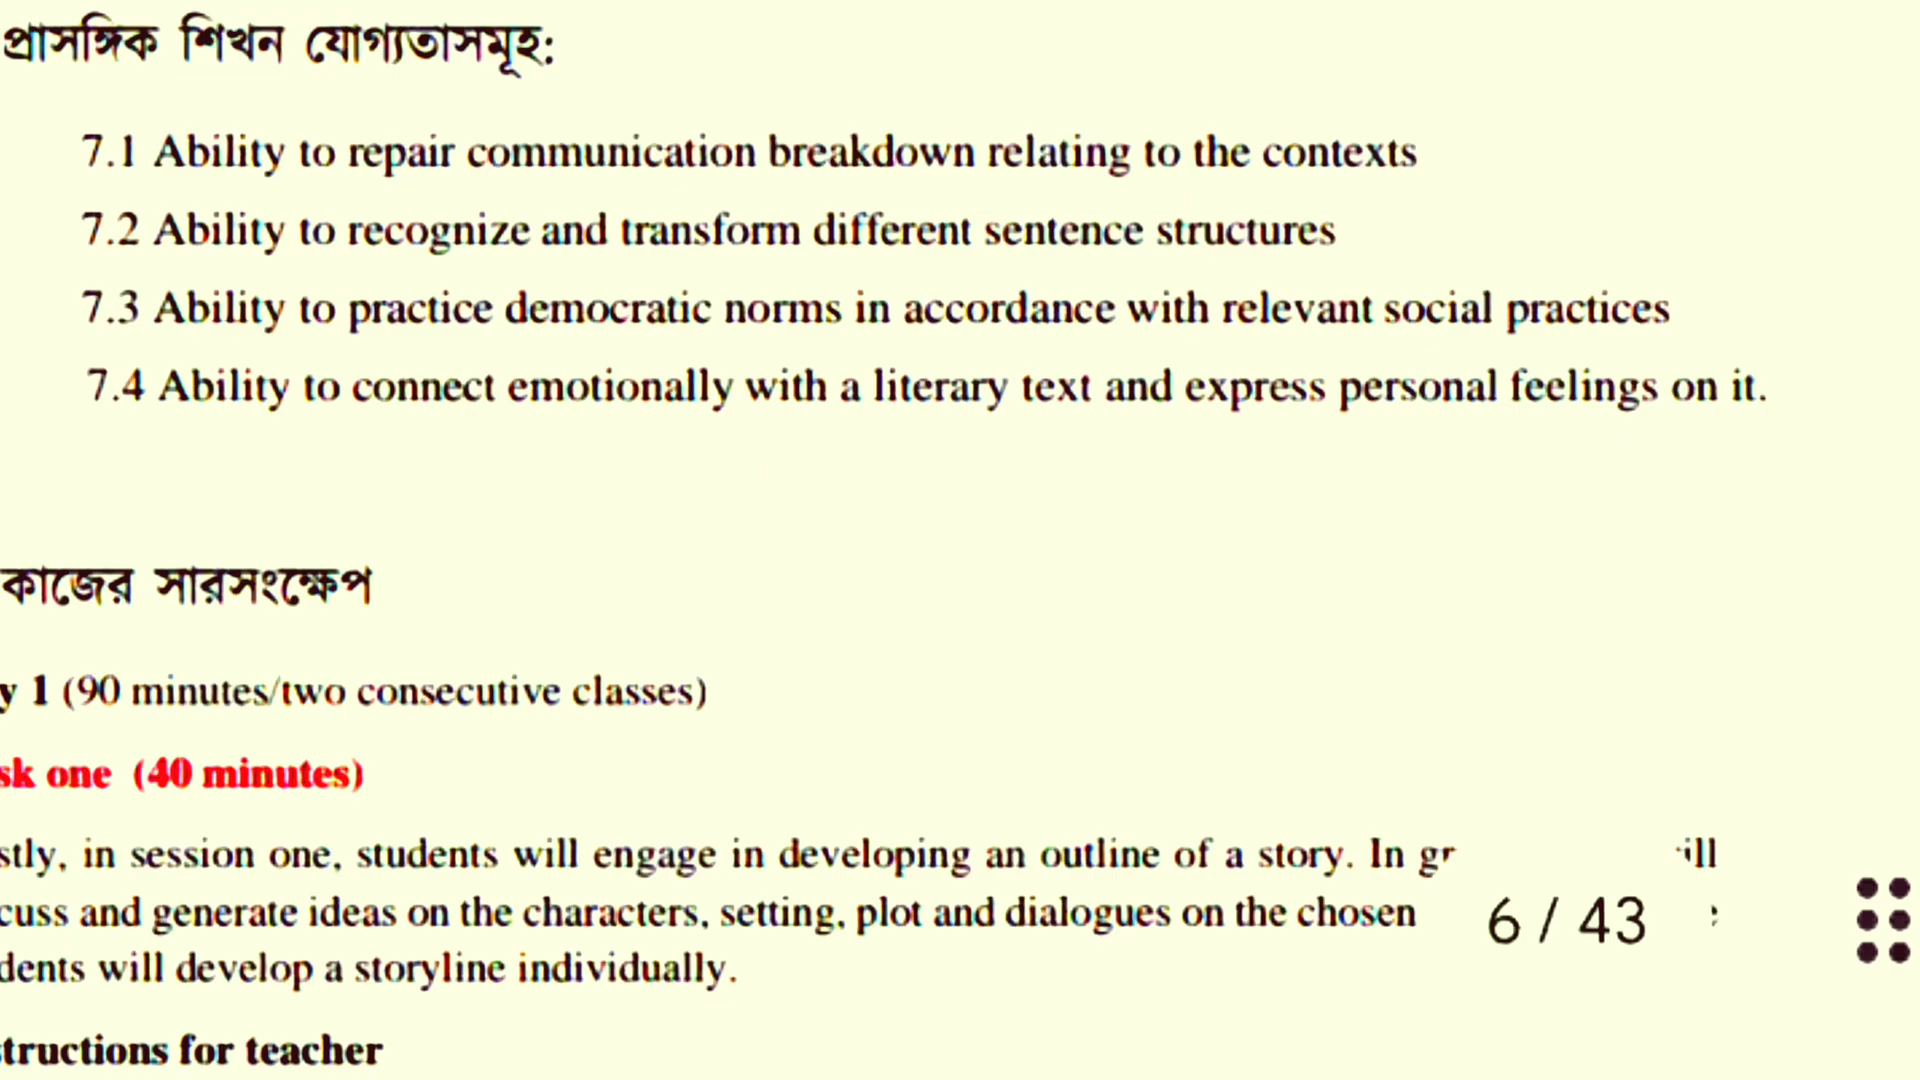 প্রাসঙ্গিক শিখন যোগ্যতাসমূহ:
7.1 Ability to repair communication breakdown relating to the contexts
7.2 Ability to recognize and transform different sentence structures
7.3 Ability to practice democratic norms in accordance with relevant social practices
7.4 Ability to connect emotionally with a literary text and express personal feelings on it.
কাজের সারসংক্ষেপ
y 1 (90 minutes/two consecutive classes)
sk one (40 minutes)
stly, in session one, students will engage in developing an outline of a story. In gr ill
cuss and generate ideas on the characters, setting, plot and dialogues on the chosen
6 / 43
dents will develop a storyline individually.
structions for teacher